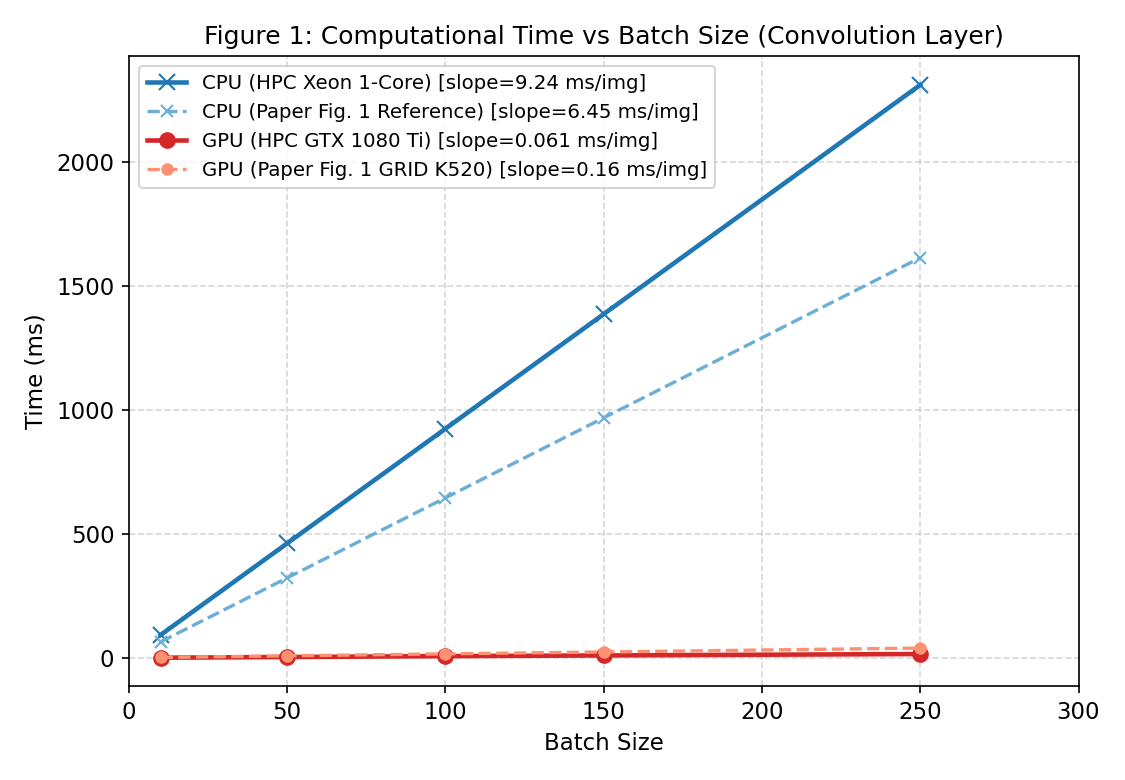 Figure 1: Computational Time vs Batch Size (Convolution Layer)
CPU (HPC Xeon 1-Core) [slope=9.24 ms/img]
CPU (Paper Fig. 1 Reference) [slope=6.45 ms/img]
GPU (HPC GTX 1080 Ti) [slope=0.061 ms/img]
GPU (Paper Fig. 1 GRID K520) [slope=0.16 ms/img]
Time (ms)
2000
1500
1000
500
0
0 50 100 150 200 250 300
Batch Size